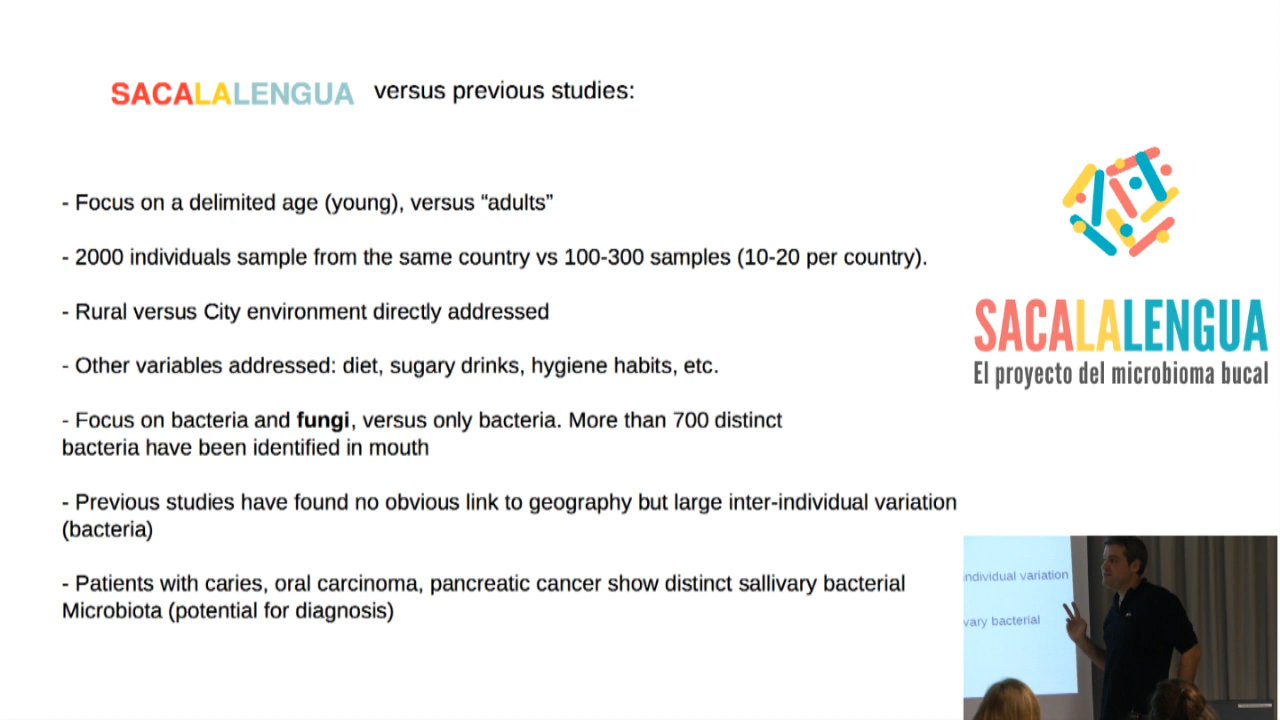 SACALALENGUA versus previous studies:
- Focus on a delimited age (young), versus “adults”
- 2000 individuals sample from the same country vs 100-300 samples (10-20 per country).
- Rural versus City environment directly addressed
- Other variables addressed: diet, sugary drinks, hygiene habits, etc.
- Focus on bacteria and fungi, versus only bacteria. More than 700 distinct
bacteria have been identified in mouth
- Previous studies have found no obvious link to geography but large inter-individual variation
(bacteria)
- Patients with caries, oral carcinoma, pancreatic cancer show distinct sallivary bacterial
Microbiota (potential for diagnosis)
SACALALENGUA
El proyecto del microbioma bucal
ndividual variation
vary bacterial